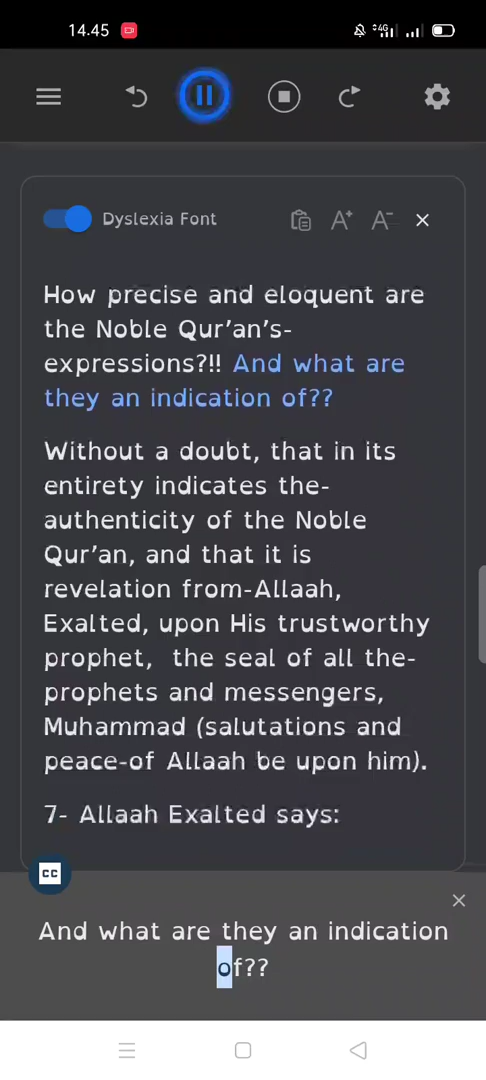 14.45
4G
Dyslexia Font
A+ A-
How precise and eloquent are
the Noble Qur’an’s-
expressions?!! And what are
they an indication of??
Without a doubt, that in its
entirety indicates the-
authenticity of the Noble
Qur’an, and that it is
revelation from-Allaah,
Exalted, upon His trustworthy
prophet,  the seal of all the-
prophets and messengers,
Muhammad (salutations and
peace-of Allaah be upon him).
7- Allaah Exalted says:
CC
And what are they an indication
of??